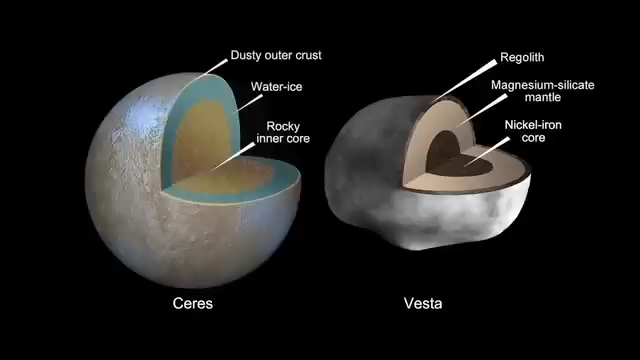 Dusty outer crust
Water-ice
Rocky
inner core
Ceres
Regolith
Magnesium-silicate
mantle
Nickel-iron
core
Vesta